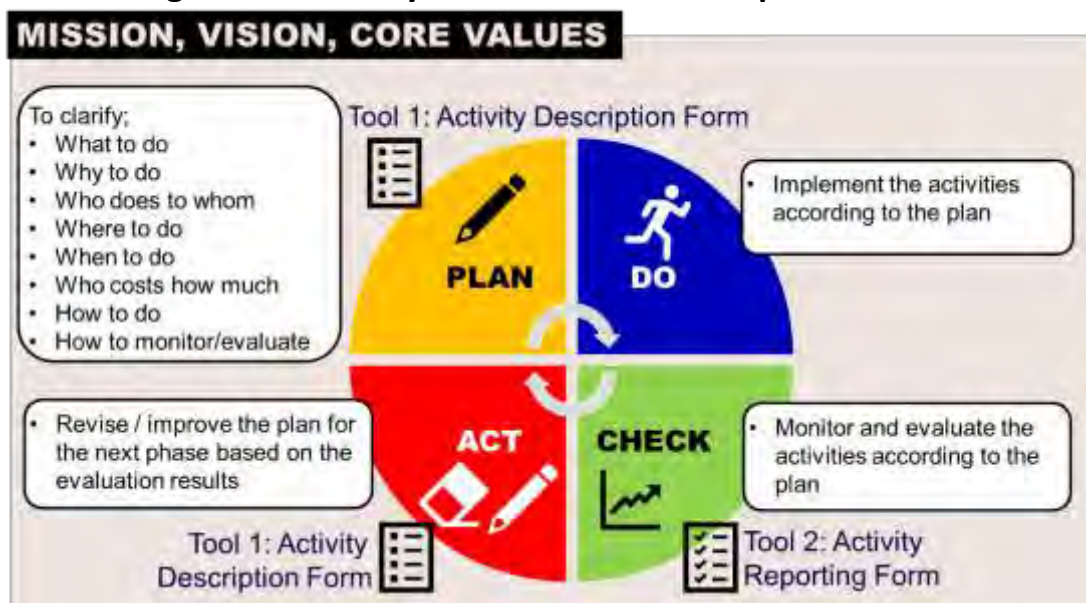 MISSION, VISION, CORE VALUES
To clarify;
• What to do
• Why to do
• Who does to whom
• Where to do
• When to do
• Who costs how much
• How to do
• How to monitor/evaluate
Tool 1: Activity Description Form
PLAN
DO
• Implement the activities
according to the plan
• Revise / improve the plan for
the next phase based on the
evaluation results
ACT
CHECK
• Monitor and evaluate the
activities according to the
plan
Tool 1: Activity
Description Form
Tool 2: Activity
Reporting Form